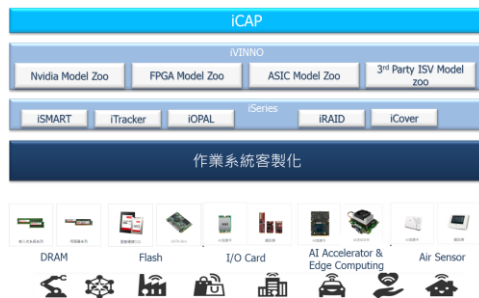 iCAP
iVINNO
Nvidia Model Zoo
FPGA Model Zoo
ASIC Model Zoo
3rd Party ISV Model
zoo
iSeries
iSMART
iTracker
iOPAL
iRAID
iCover
作業系統客製化
DRAM
Flash
I/O Card
AI Accelerator &
Edge Computing
Air Sensor